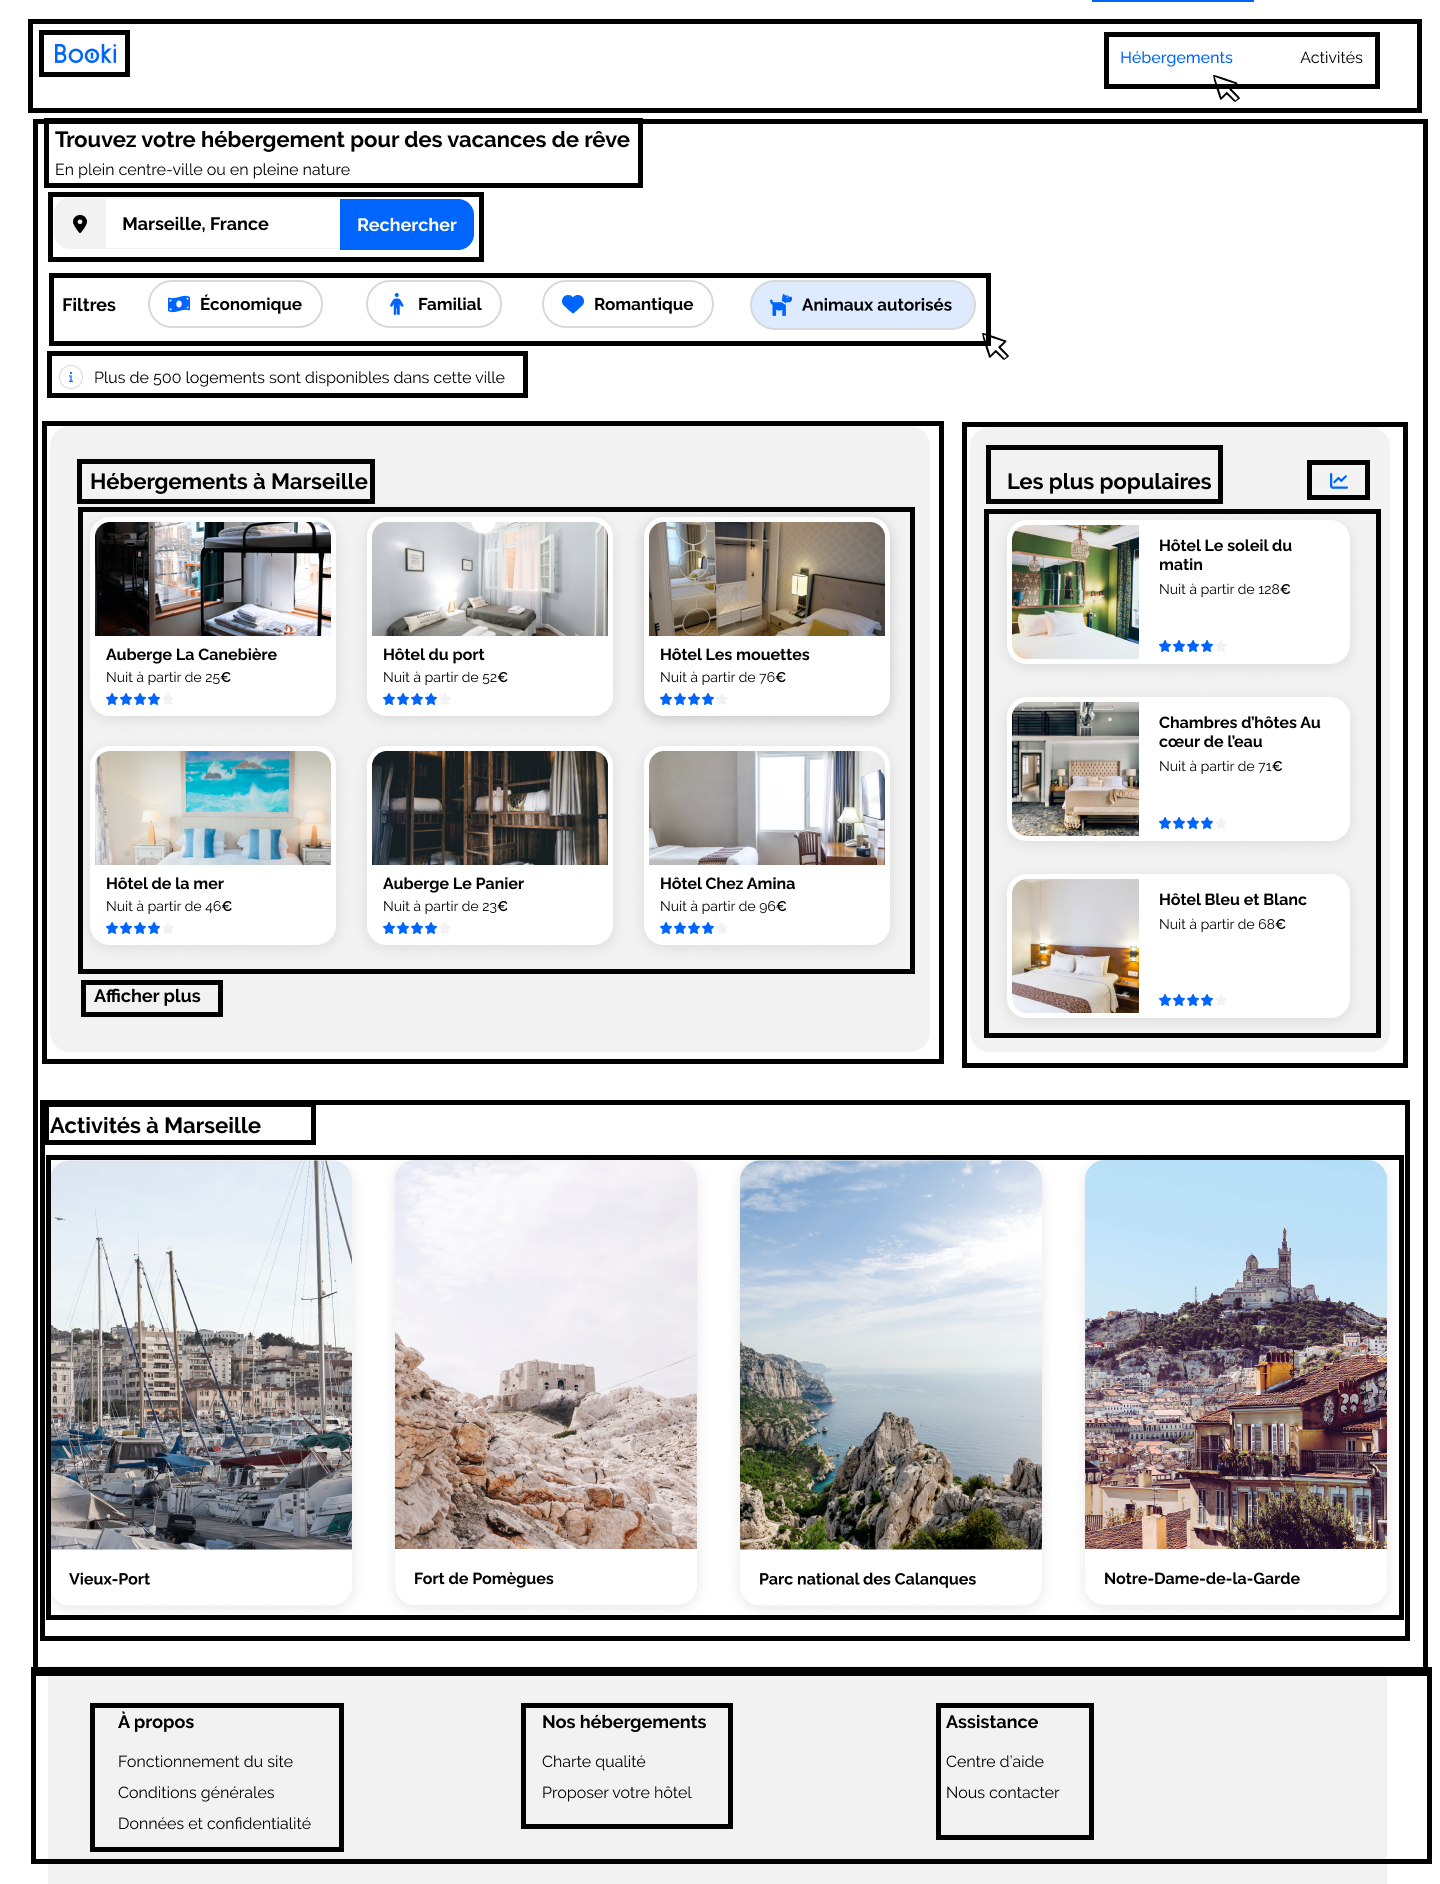 Booki
Hébergements
Activités
Trouvez votre hébergement pour des vacances de rêve
En plein centre-ville ou en pleine nature
Marseille, France
Rechercher
Filtres
Économique
Familial
Romantique
Animaux autorisés
Plus de 500 logements sont disponibles dans cette ville
Hébergements à Marseille
Auberge La Canebière
Nuit à partir de 25€
Hôtel du port
Nuit à partir de 52€
Hôtel Les mouettes
Nuit à partir de 76€
Hôtel de la mer
Nuit à partir de 46€
Auberge Le Panier
Nuit à partir de 23€
Hôtel Chez Amina
Nuit à partir de 96€
Afficher plus
Les plus populaires
Hôtel Le soleil du
matin
Nuit à partir de 128€
Chambres d'hôtes Au
cœur de l'eau
Nuit à partir de 71€
Hôtel Bleu et Blanc
Nuit à partir de 68€
Activités à Marseille
Vieux-Port
Fort de Pomègues
Parc national des Calanques
Notre-Dame-de-la-Garde
À propos
Fonctionnement du site
Conditions générales
Données et confidentialité
Nos hébergements
Charte qualité
Proposer votre hôtel
Assistance
Centre d'aide
Nous contacter